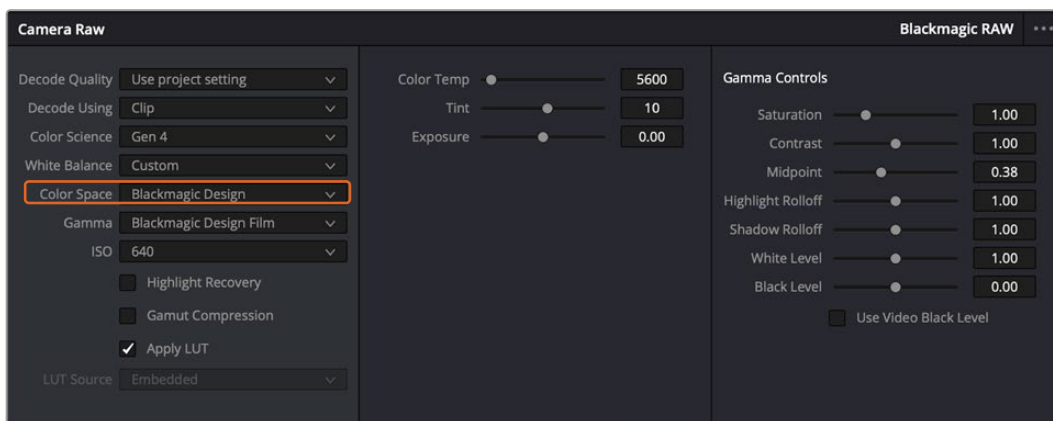 Camera Raw
Blackmagic RAW
Decode Quality Use project setting
Decode Using Clip
Color Science Gen 4
White Balance Custom
Color Space Blackmagic Design
Gamma Blackmagic Design Film
ISO 640
Highlight Recovery
Gamut Compression
Apply LUT
LUT Source Embedded
Color Temp 5600
Tint 10
Exposure 0.00
Gamma Controls
Saturation 1.00
Contrast 1.00
Midpoint 0.38
Highlight Rolloff 1.00
Shadow Rolloff 1.00
White Level 1.00
Black Level 0.00
Use Video Black Level